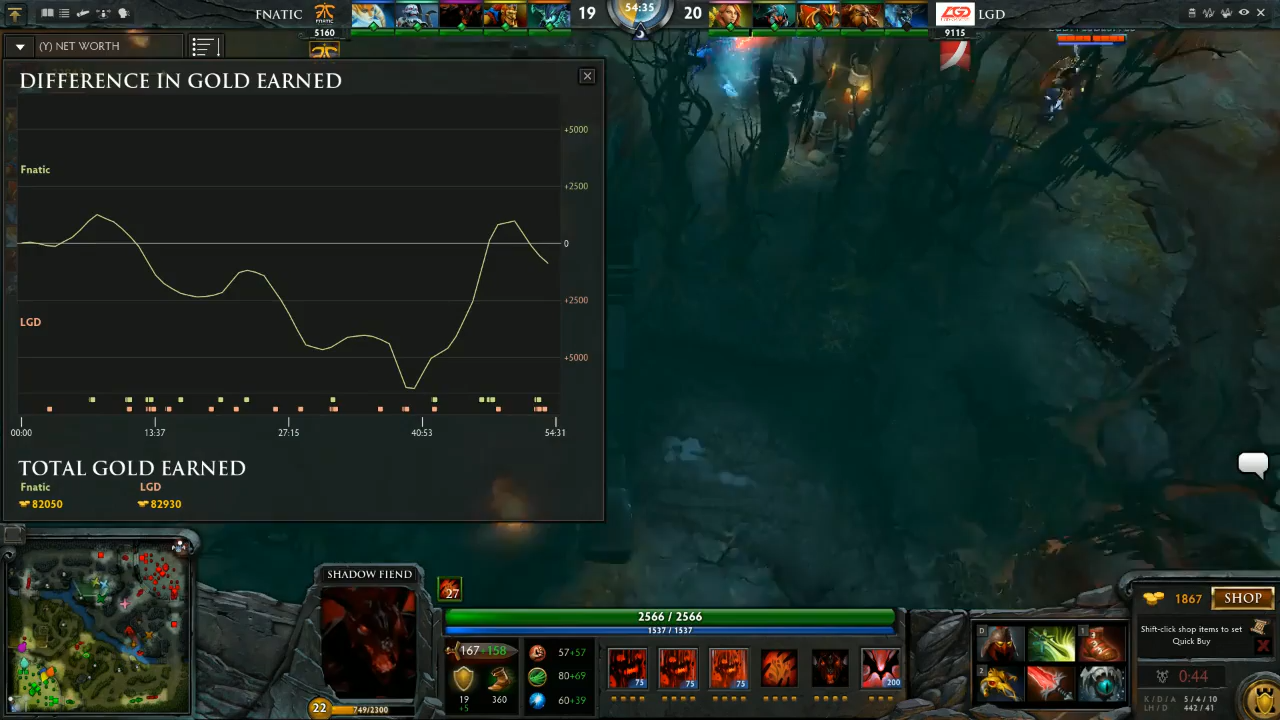 FNATIC 19 54:35 20 LGD
5160 9115
(Y) NET WORTH
DIFFERENCE IN GOLD EARNED
+5000
Fnatic
+2500
0
+2500
LGD
+5000
00:00 13:37 27:15 40:53 54:31
TOTAL GOLD EARNED
Fnatic LGD
82050 82930
SHADOW FIEND
27
2566 / 2566
1537 / 1537
167+158
57+57
80+69
60+39
19 360
+5
75 75 75 200
22 749/2300
D 1
2
1867 SHOP
Shift-click shop items to set
Quick Buy
0:44
K / D / A 5 / 4 / 10
LH / D 442 / 41